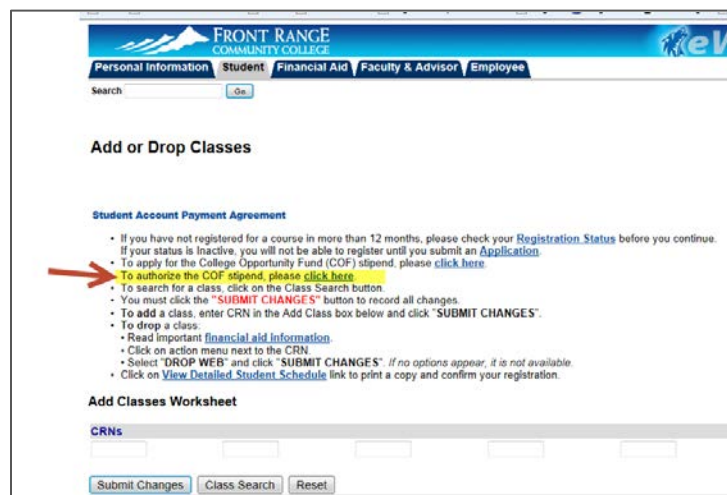 FRONT RANGE
COMMUNITY COLLEGE
eW
Personal Information Student Financial Aid Faculty & Advisor Employee
Search Go
Add or Drop Classes
Student Account Payment Agreement
• If you have not registered for a course in more than 12 months, please check your Registration Status before you continue.
If your status is Inactive, you will not be able to register until you submit an Application.
• To apply for the College Opportunity Fund (COF) stipend, please click here.
• To authorize the COF stipend, please click here.
• To search for a class, click on the Class Search button.
• You must click the "SUBMIT CHANGES" button to record all changes.
• To add a class, enter CRN in the Add Class box below and click "SUBMIT CHANGES".
• To drop a class:
• Read important financial aid information.
• Click on action menu next to the CRN.
• Select "DROP WEB" and click "SUBMIT CHANGES". If no options appear, it is not available.
• Click on View Detailed Student Schedule link to print a copy and confirm your registration.
Add Classes Worksheet
CRNs
Submit Changes Class Search Reset